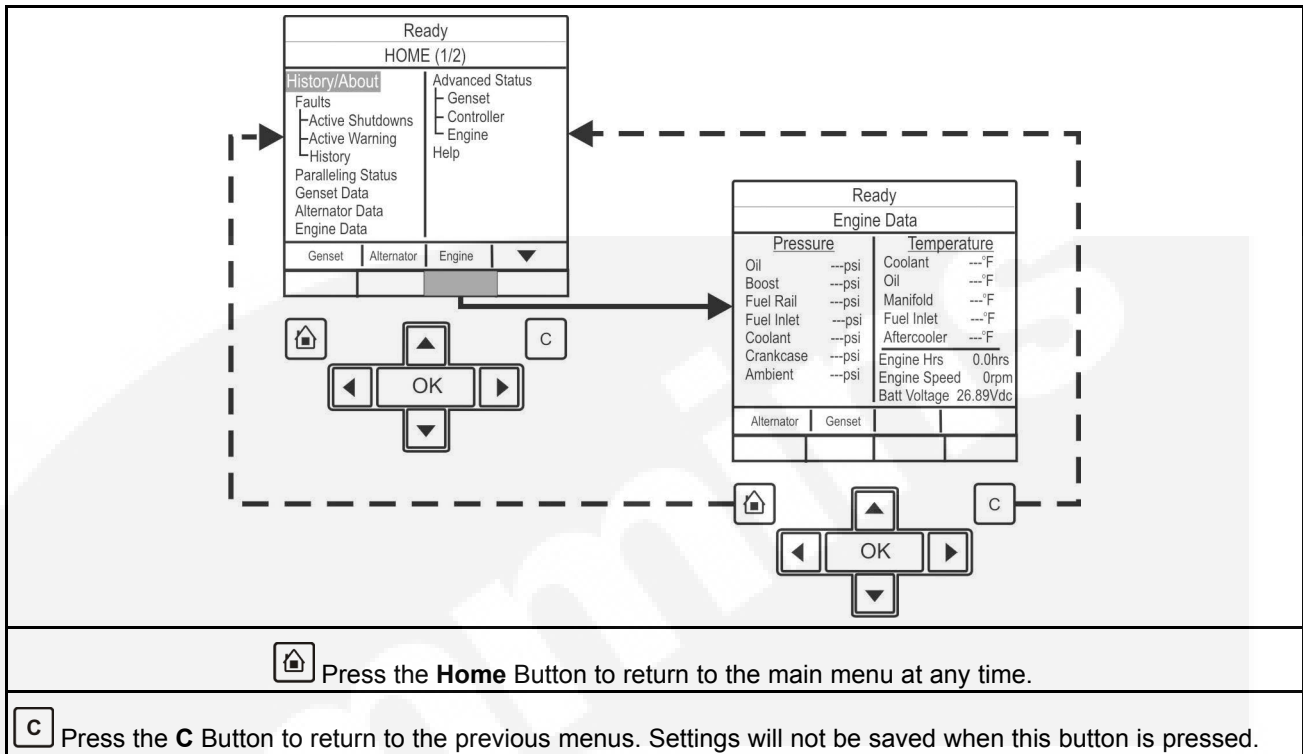 Ready
HOME (1/2)
History/About
Faults
Active Shutdowns
Active Warning
History
Paralleling Status
Genset Data
Alternator Data
Engine Data
Advanced Status
Genset
Controller
Engine
Help
Genset Alternator Engine ▼
C
OK
Ready
Engine Data
Pressure
Oil ---psi
Boost ---psi
Fuel Rail ---psi
Fuel Inlet ---psi
Coolant ---psi
Crankcase ---psi
Ambient ---psi
Temperature
Coolant ---°F
Oil ---°F
Manifold ---°F
Fuel Inlet ---°F
Aftercooler ---°F
Engine Hrs 0.0hrs
Engine Speed 0rpm
Batt Voltage 26.89Vdc
Alternator Genset
C
OK
Press the Home Button to return to the main menu at any time.
C Press the C Button to return to the previous menus. Settings will not be saved when this button is pressed.